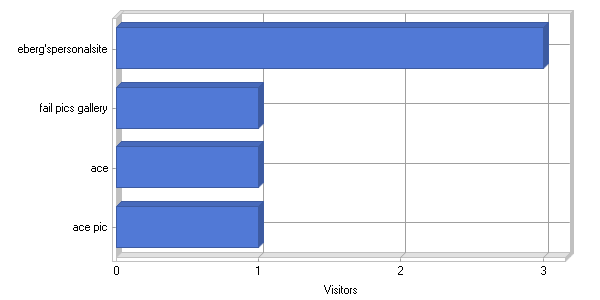 eberg'spersonalsite
fail pics gallery
ace
ace pic
0 1 2 3
Visitors